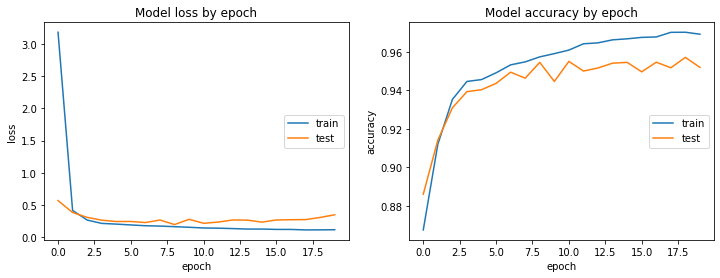 Model loss by epoch
3.0
2.5
2.0
1.5
1.0
0.5
0.0
loss
train
test
0.0 2.5 5.0 7.5 10.0 12.5 15.0 17.5
epoch
Model accuracy by epoch
0.96
0.94
0.92
0.90
0.88
accuracy
train
test
0.0 2.5 5.0 7.5 10.0 12.5 15.0 17.5
epoch